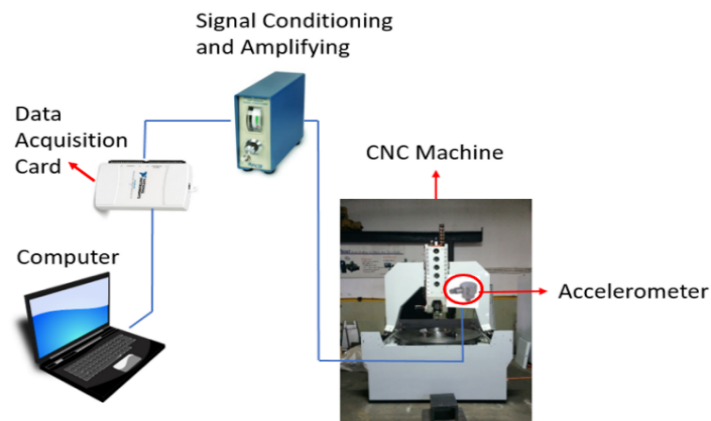 Signal Conditioning
and Amplifying
Data
Acquisition
Card
CNC Machine
Computer
Accelerometer